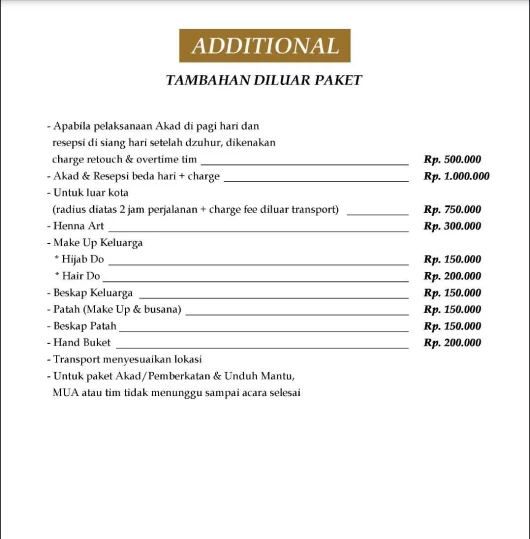 ADDITIONAL
TAMBAHAN DILUAR PAKET
- Apabila pelaksanaan Akad di pagi hari dan
resepsi di siang hari setelah dzuhur, dikenakan
charge retouch & overtime tim Rp. 500.000
- Akad & Resepsi beda hari + charge Rp. 1.000.000
- Untuk luar kota
(radius diatas 2 jam perjalanan + charge fee diluar transport) Rp. 750.000
- Henna Art Rp. 300.000
- Make Up Keluarga
* Hijab Do Rp. 150.000
* Hair Do Rp. 200.000
- Beskap Keluarga Rp. 150.000
- Patah (Make Up & busana) Rp. 150.000
- Beskap Patah Rp. 150.000
- Hand Buket Rp. 200.000
- Transport menyesuaikan lokasi
- Untuk paket Akad/Pemberkatan & Unduh Mantu,
MUA atau tim tidak menunggu sampai acara selesai